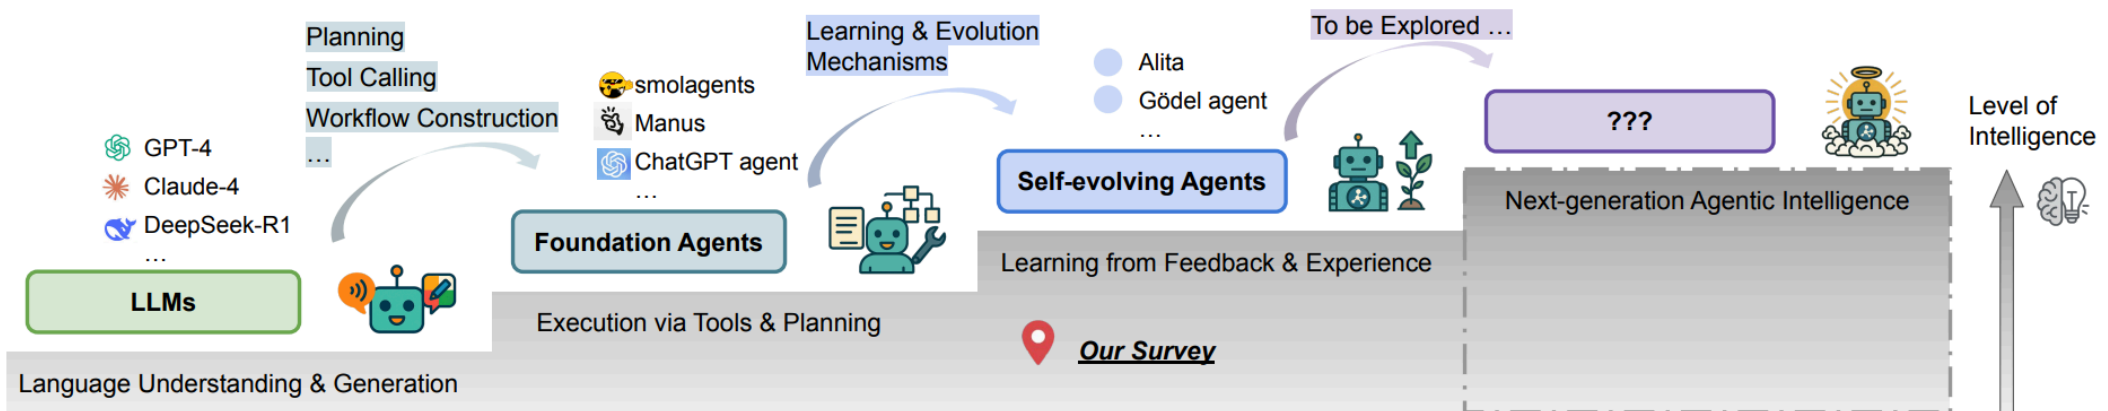 GPT-4
Claude-4
DeepSeek-R1
…
LLMs
Language Understanding & Generation
Planning
Tool Calling
Workflow Construction
…
smolagents
Manus
ChatGPT agent
…
Foundation Agents
Execution via Tools & Planning
Learning & Evolution
Mechanisms
Alita
Gödel agent
…
Self-evolving Agents
Learning from Feedback & Experience
Our Survey
To be Explored …
???
Next-generation Agentic Intelligence
Level of
Intelligence